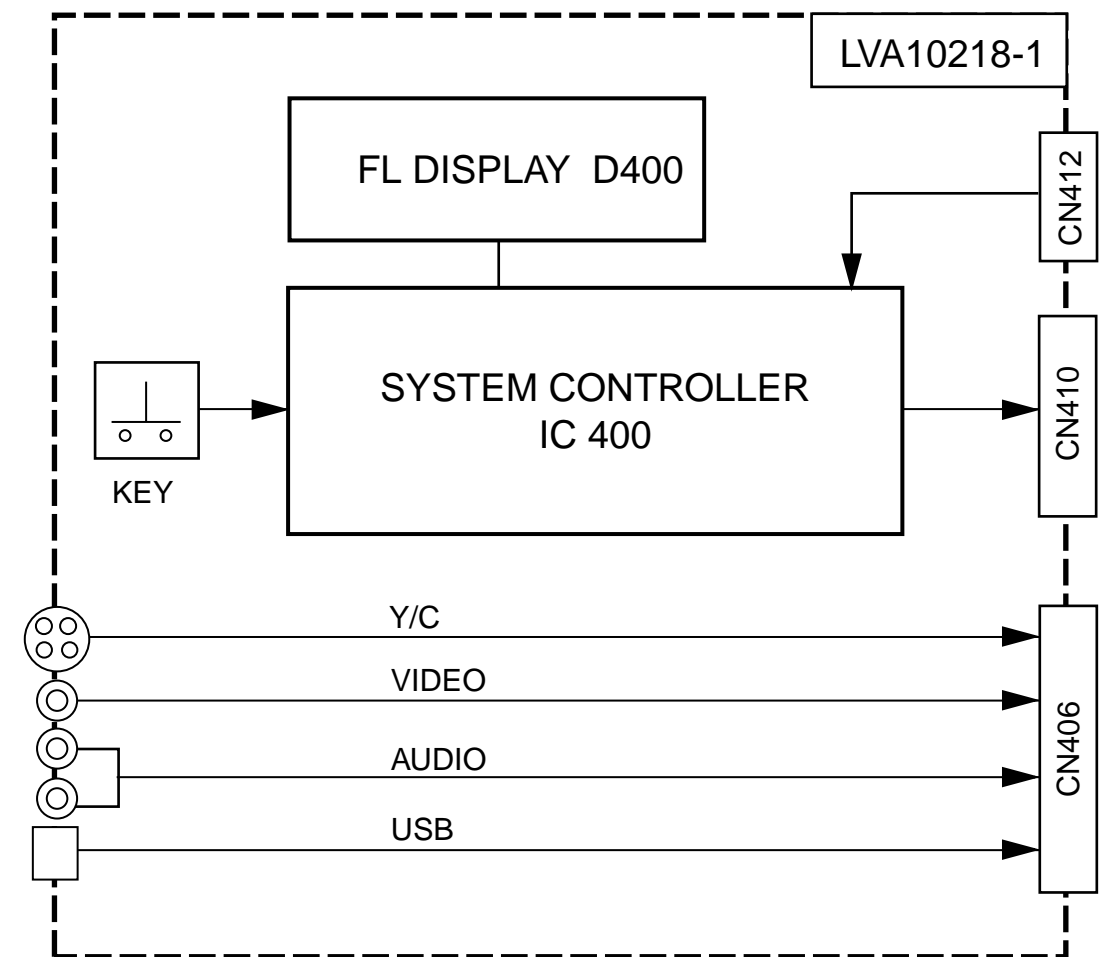 LVA10218-1
FL DISPLAY D400
CN412
SYSTEM CONTROLLER
IC 400
CN410
KEY
Y/C
VIDEO
CN406
AUDIO
USB